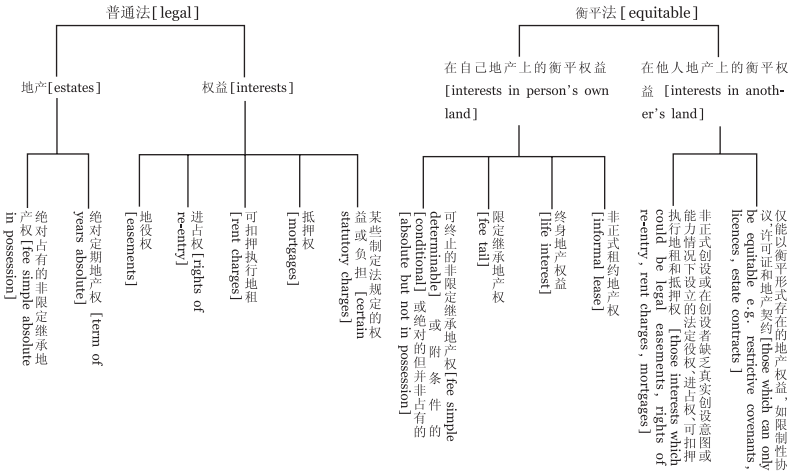 普通法[legal]
衡平法[equitable]
地产[estates]
权益[interests]
在自己地产上的衡平权益
[interests in person's own
land]
在他人地产上的衡平权
益 [interests in anoth-
er's land]
绝对占有的非限定继承地
产权[fee simple absolute
in possession]
绝对定期地产权 [term of
years absolute]
地役权
[easements]
进占权 [rights of
re-entry]
可扣押执行地租
[rent charges]
抵押权
[mortgages]
某些制定法规定的权
益或负担 [certain
statutory charges]
可终止的非限定继承地产权[fee simple
determinable] 或附条件的
[conditional] 或绝对的但并非占有的
[absolute but not in possession]
限定继承地产权
[fee tail]
终身地产权益
[life interest]
非正式租约地产权
[informal lease]
非正式创设或在创设者缺乏真实创设意图或
能力情况下设立的法定役权、进占权、可扣押
执行地租和抵押权 [those interests which
could be legal easements, rights of
re-entry, rent charges, mortgages]
仅能以衡平形式存在的地产权益，如限制性协
议、许可证和地产契约[those which can only
be equitable e.g. restrictive covenants,
licences, estate contracts]